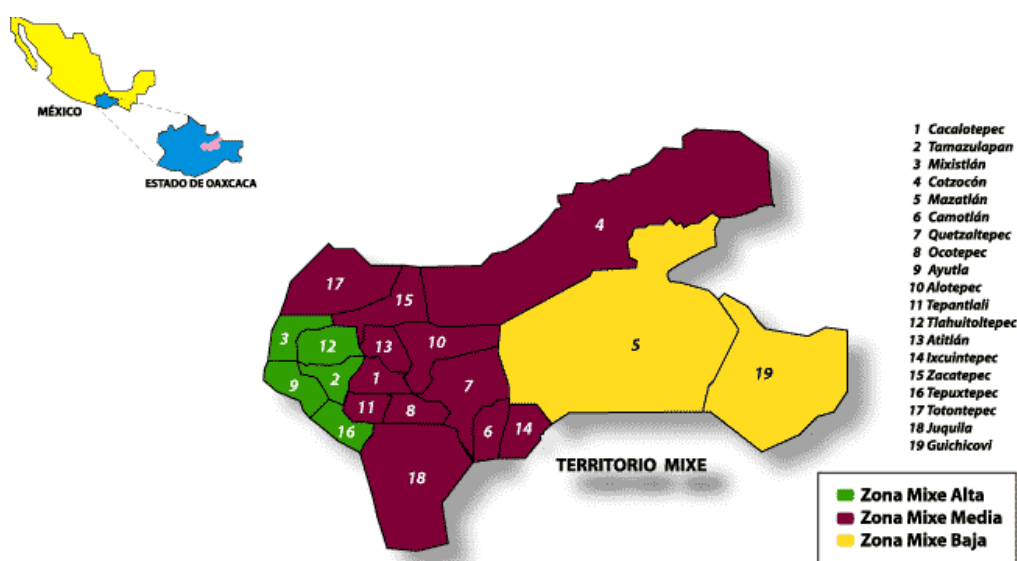 MÉXICO
ESTADO DE OAXCACA
1 Cacalotepec
2 Tamazulapan
3 Mixistlán
4 Cotzocón
5 Mazatlán
6 Camotlán
7 Quetzaltepec
8 Ocotepec
9 Ayutla
10 Alotepec
11 Tepantlali
12 Tlahuitoltepec
13 Atitlán
14 Ixcuintepec
15 Zacatepec
16 Tepuxtepec
17 Totontepec
18 Juquila
19 Guichicovi
4
17
15
3
12
13
10
5
9
2
1
7
19
11
8
16
6
14
18
TERRITORIO MIXE
Zona Mixe Alta
Zona Mixe Media
Zona Mixe Baja